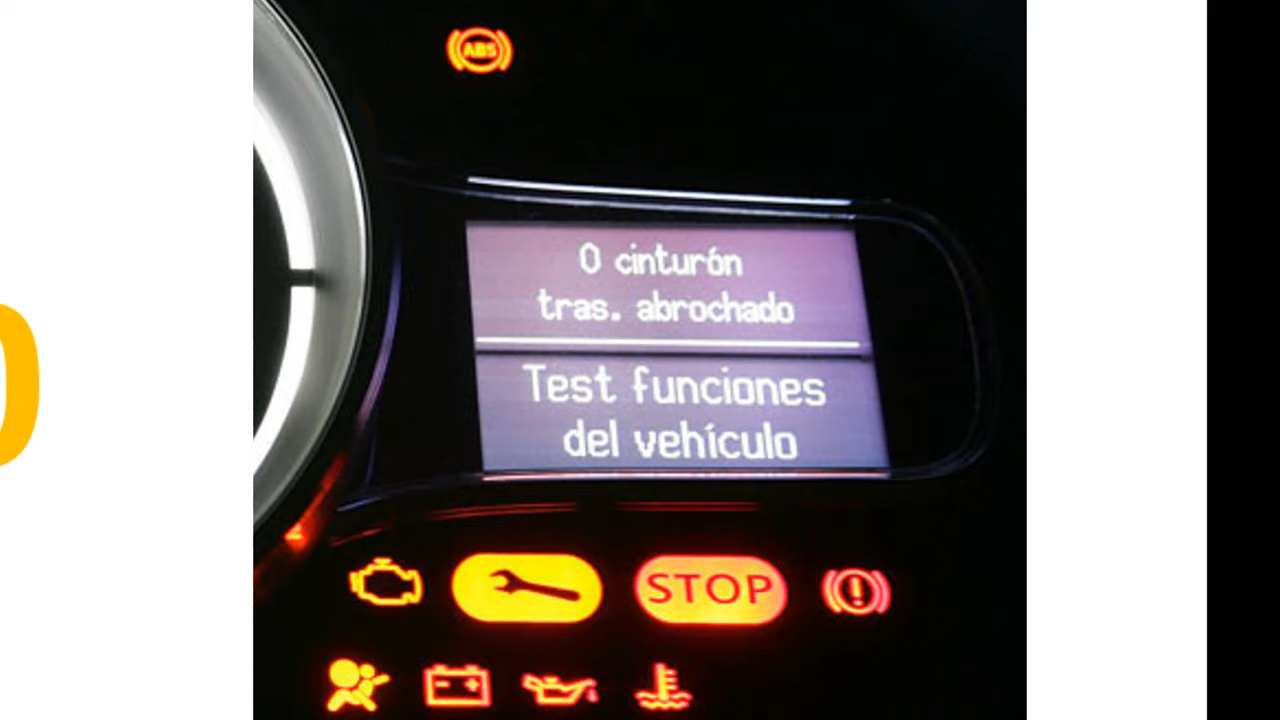 ABS
0 cinturón
tras. abrochado
Test funciones
del vehículo
STOP